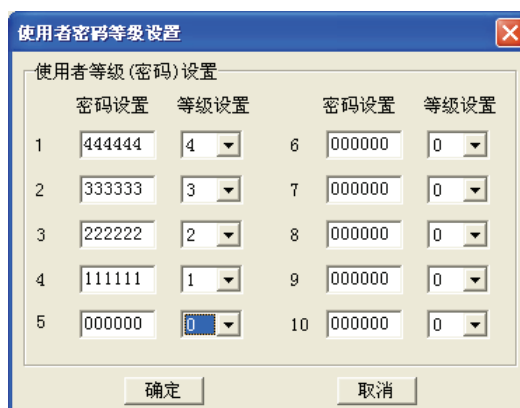 使用者密码等级设置
使用者等级(密码)设置
密码设置 等级设置 密码设置 等级设置
1 444444 4 6 000000 0
2 333333 3 7 000000 0
3 222222 2 8 000000 0
4 111111 1 9 000000 0
5 000000 0 10 000000 0
确定 取消